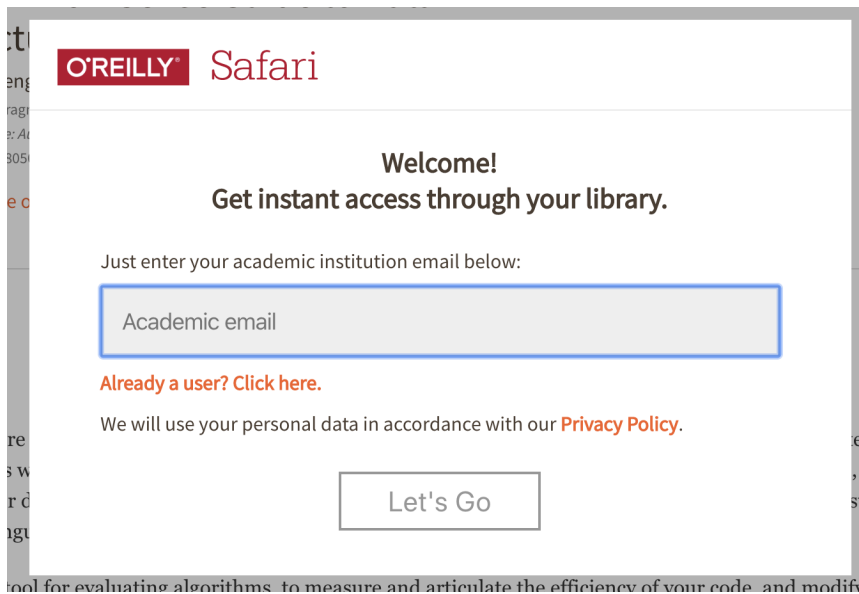 O'REILLY® Safari
Welcome!
Get instant access through your library.
Just enter your academic institution email below:
Academic email
Already a user? Click here.
We will use your personal data in accordance with our Privacy Policy.
Let's Go
tool for evaluating algorithms, to measure and articulate the efficiency of your code, and modify